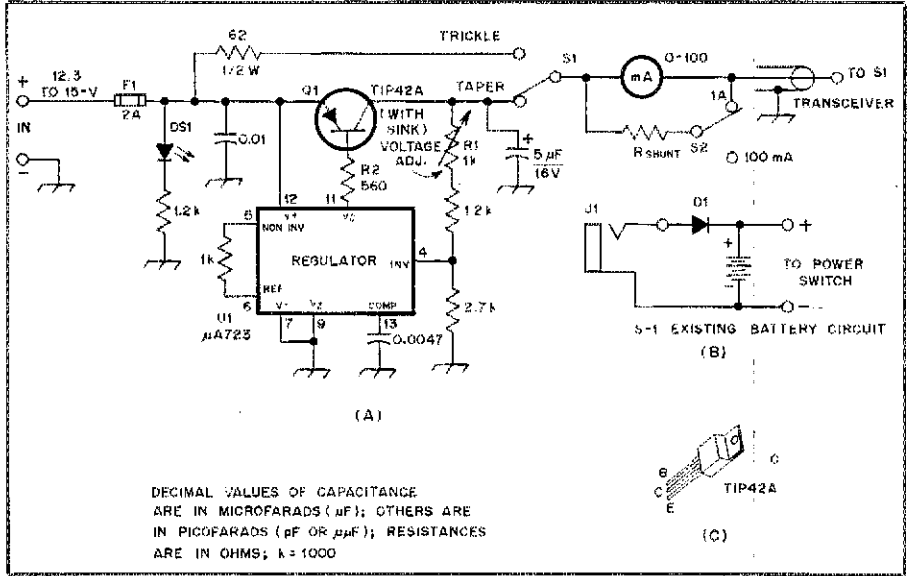 62
1/2 W
TRICKLE
S1
0-100
mA
TO S1
TRANSCEIVER
+
12.3
TO 15-V
F1
2A
IN
-
Q1
TIP42A
(WITH
SINK)
VOLTAGE
ADJ.
TAPER
R1
1k
1A
RSHUNT
S2
100 mA
DS1
0.01
R2
560
+
5 µF
16V
1.2k
12
11
V+
VC
5
NON INV
1k
REGULATOR
INV
4
1.2k
REF
6
U1
µA723
V-
VZ
COMP
7
9
13
0.0047
2.7k
(A)
J1
D1
+
+
TO POWER
SWITCH
-
S-1 EXISTING BATTERY CIRCUIT
(B)
B
C
E
C
TIP42A
(C)
DECIMAL VALUES OF CAPACITANCE
ARE IN MICROFARADS (µF); OTHERS ARE
IN PICOFARADS (pF OR µµF); RESISTANCES
ARE IN OHMS; k = 1000